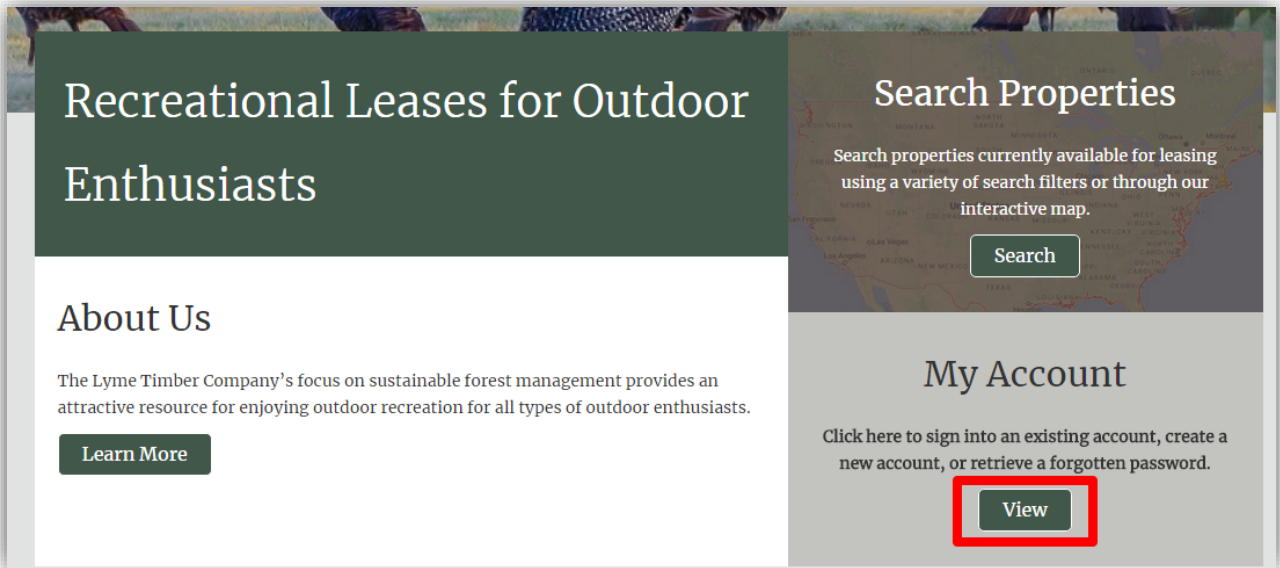 Recreational Leases for Outdoor
Enthusiasts
About Us
The Lyme Timber Company’s focus on sustainable forest management provides an
attractive resource for enjoying outdoor recreation for all types of outdoor enthusiasts.
Learn More
Search Properties
Search properties currently available for leasing
using a variety of search filters or through our
interactive map.
Search
My Account
Click here to sign into an existing account, create a
new account, or retrieve a forgotten password.
View